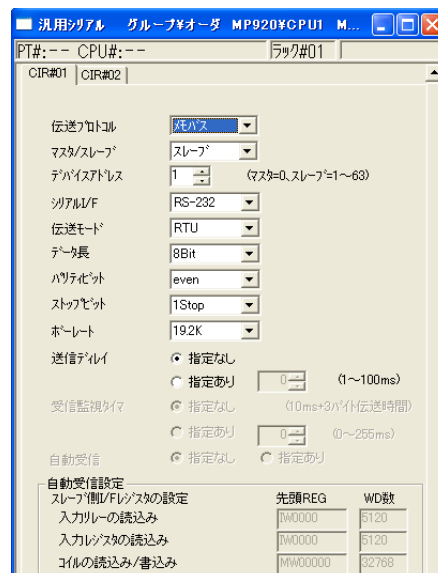 汎用シリアル グループ¥オーダ MP920¥CPU1 M...
PT#:-- CPU#:-- ラック#01
CIR#01 CIR#02
伝送プロトコル メモバス
マスタ/スレーブ スレーブ
デバイスアドレス 1 (マスタ=0、スレーブ=1～63)
シリアルI/F RS-232
伝送モード RTU
データ長 8Bit
パリティビット even
ストップビット 1Stop
ボーレート 19.2K
送信ディレイ 指定なし
指定あり 0 (1～100ms)
受信監視タイマ 指定なし (10ms+3バイト伝送時間)
指定あり 0 (0～255ms)
自動受信 指定なし 指定あり
自動受信設定
スレーブ側I/Fレジスタの設定 先頭REG WD数
入力リレーの読込み IW0000 5120
入力レジスタの読込み IW0000 5120
コイルの読込み/書込み MW00000 32768